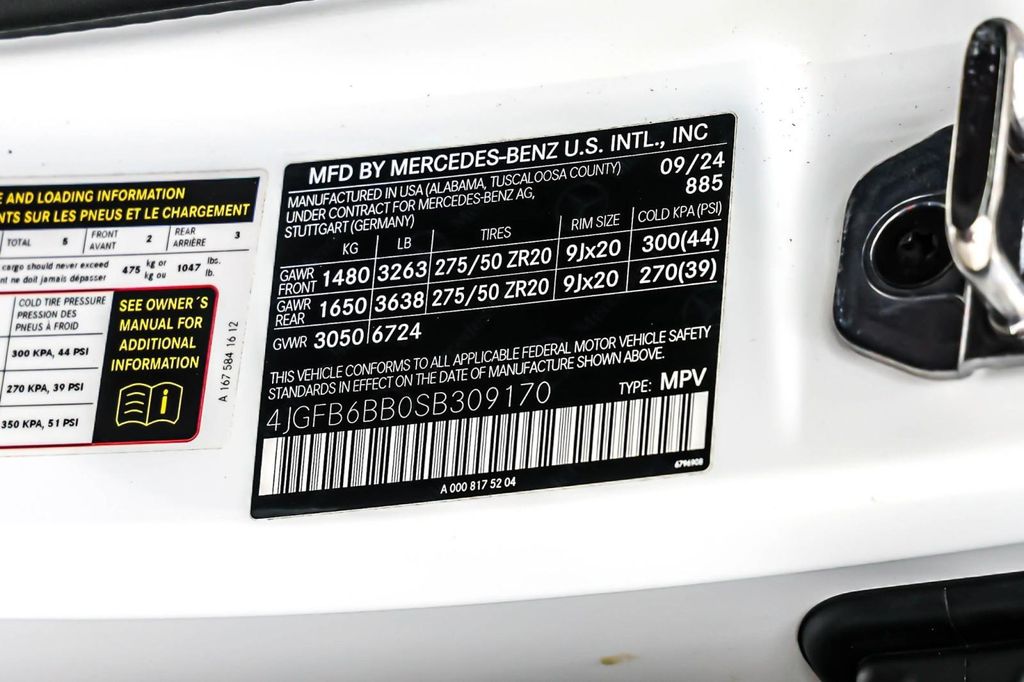 E AND LOADING INFORMATION
NTS SUR LES PNEUS ET LE CHARGEMENT
TOTAL 5 FRONT AVANT 2 REAR ARRIÈRE 3
cargo should never exceed
ne doit jamais dépasser
475 kg or kg ou 1047 lbs. lb.
COLD TIRE PRESSURE
PRESSION DES
PNEUS À FROID
300 KPA, 44 PSI
270 KPA, 39 PSI
350 KPA, 51 PSI
SEE OWNER´S
MANUAL FOR
ADDITIONAL
INFORMATION
A 167 584 16 12
MFD BY MERCEDES-BENZ U.S. INTL., INC
MANUFACTURED IN USA (ALABAMA, TUSCALOOSA COUNTY) 09/24
UNDER CONTRACT FOR MERCEDES-BENZ AG, 885
STUTTGART (GERMANY)
KG LB TIRES RIM SIZE COLD KPA (PSI)
GAWR FRONT 1480 3263 275/50 ZR20 9Jx20 300(44)
GAWR REAR 1650 3638 275/50 ZR20 9Jx20 270(39)
GVWR 3050 6724
THIS VEHICLE CONFORMS TO ALL APPLICABLE FEDERAL MOTOR VEHICLE SAFETY
STANDARDS IN EFFECT ON THE DATE OF MANUFACTURE SHOWN ABOVE.
4JGFB6BB0SB309170 TYPE: MPV
A 000 817 52 04
6796908